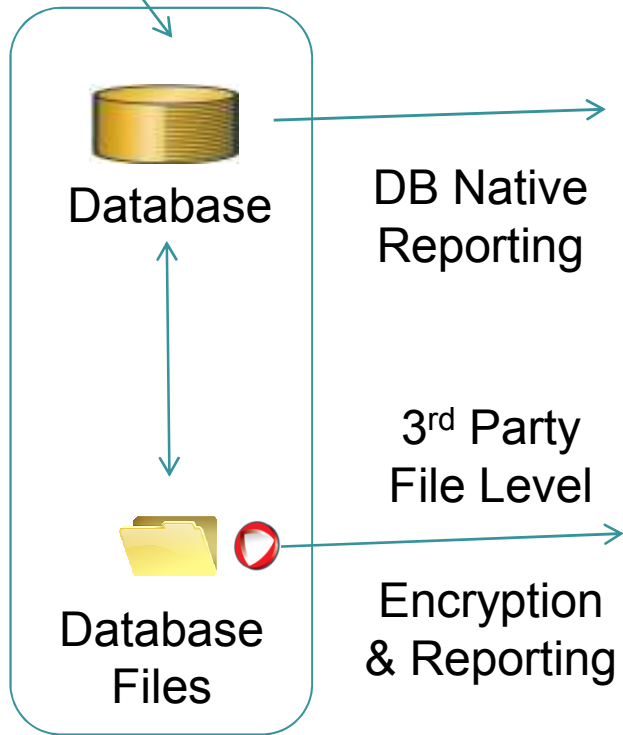 Database
DB Native
Reporting
3rd Party
File Level
Encryption
& Reporting
Database
Files